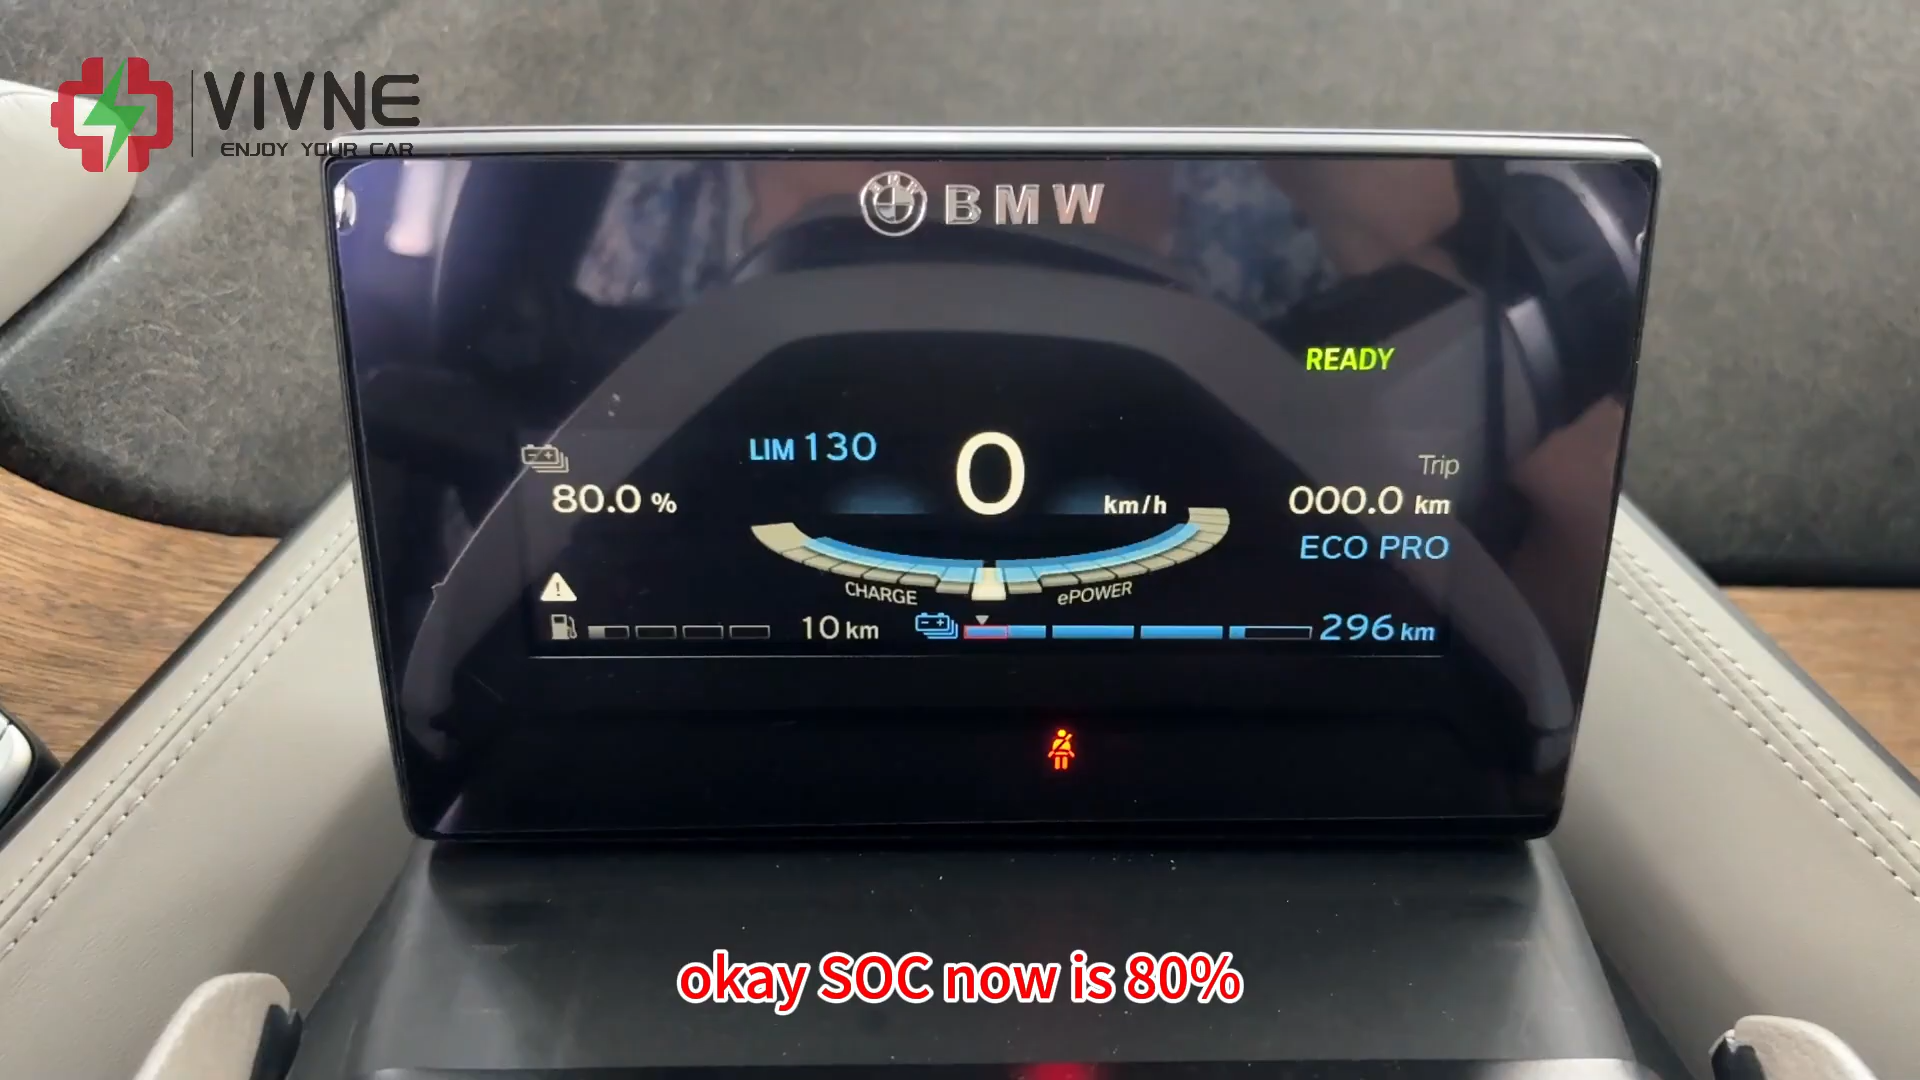 VIVNE
ENJOY YOUR CAR
BMW
READY
LIM 130
0
km/h
80.0 %
Trip
000.0 km
ECO PRO
CHARGE
ePOWER
10 km
296 km
okay SOC now is 80%